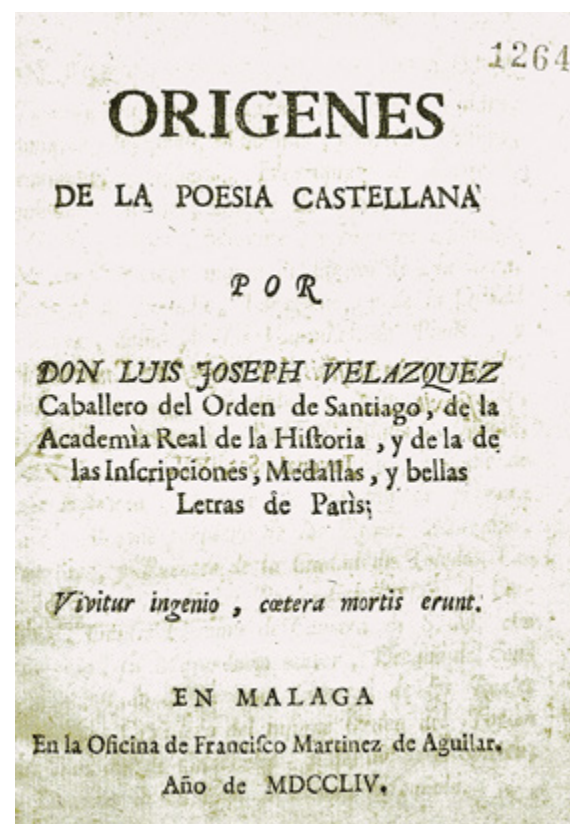 1264
ORIGENES
DE LA POESIA CASTELLANA
POR
DON LUIS JOSEPH VELAZQUEZ
Caballero del Orden de Santiago, de la
Academia Real de la Hiſtoria, y de la de
las Inſcripciones, Medallas, y bellas
Letras de Parìs;
Vivitur ingenio, cœtera mortis erunt.
EN MALAGA
En la Oficina de Franciſco Martinez de Aguilar.
Año de MDCCLIV.